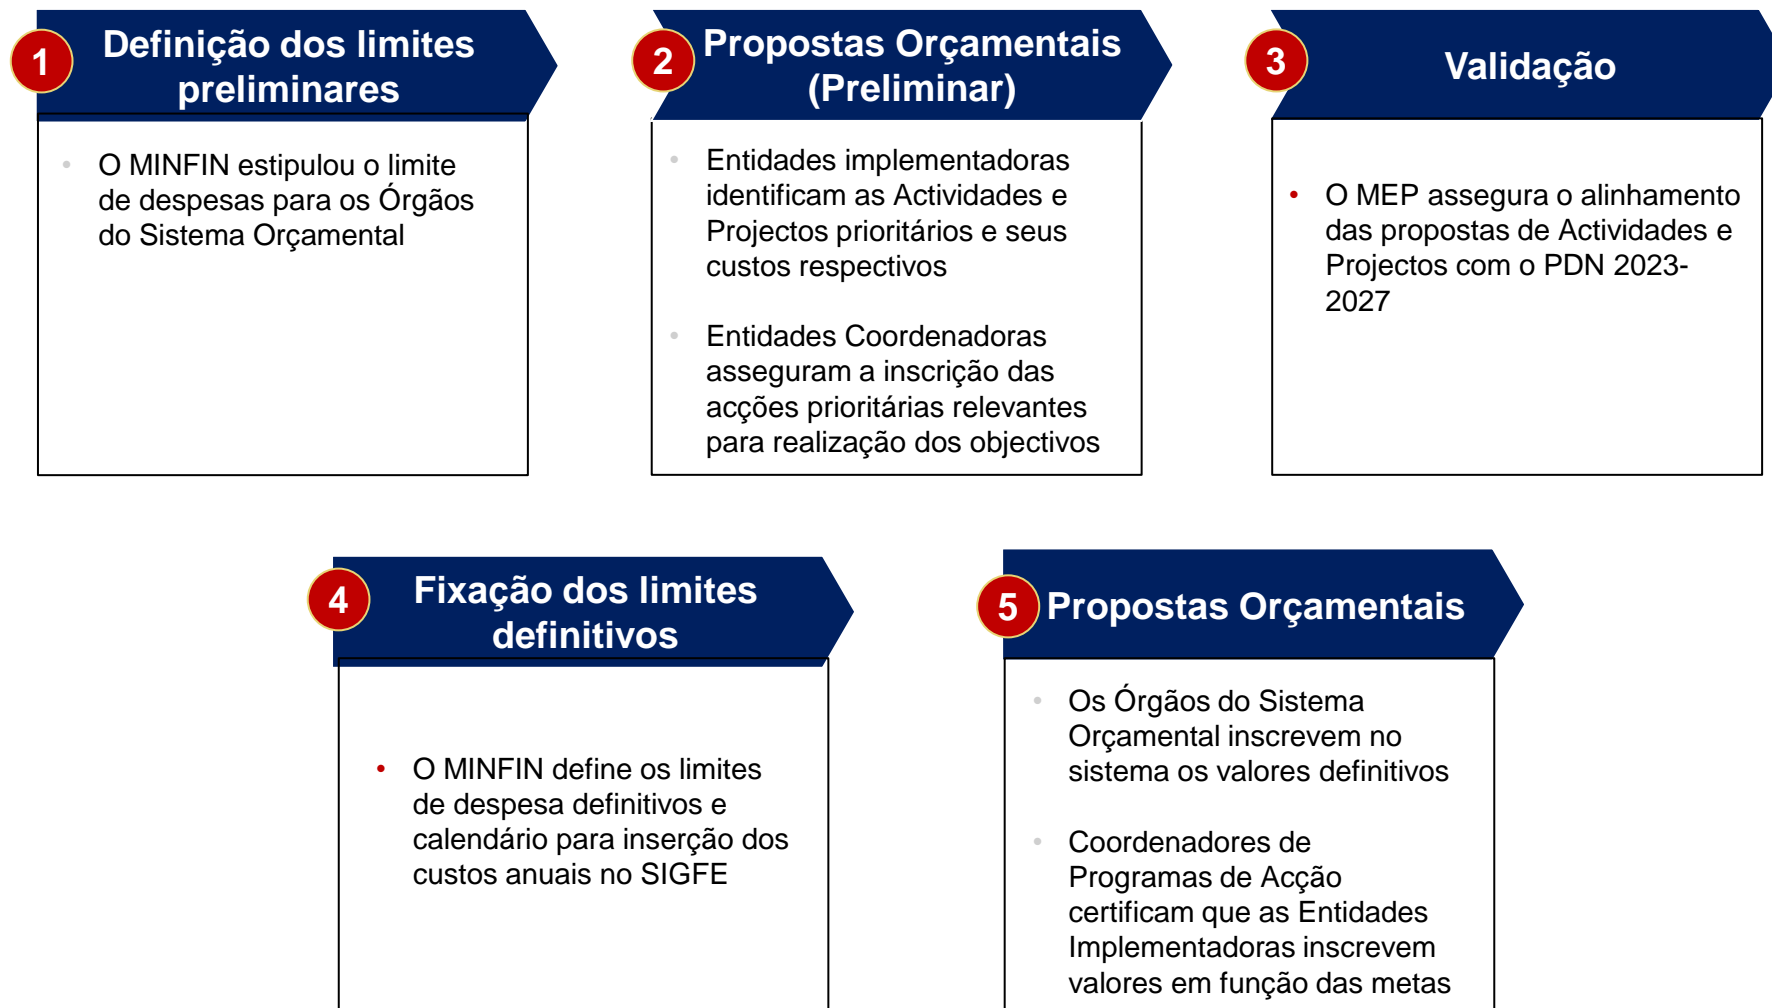 1
Definição dos limites
preliminares
• O MINFIN estipulou o limite
de despesas para os Órgãos
do Sistema Orçamental
2
Propostas Orçamentais
(Preliminar)
• Entidades implementadoras
identificam as Actividades e
Projectos prioritários e seus
custos respectivos
• Entidades Coordenadoras
asseguram a inscrição das
acções prioritárias relevantes
para realização dos objectivos
3
Validação
• O MEP assegura o alinhamento
das propostas de Actividades e
Projectos com o PDN 2023-
2027
4
Fixação dos limites
definitivos
• O MINFIN define os limites
de despesa definitivos e
calendário para inserção dos
custos anuais no SIGFE
5
Propostas Orçamentais
• Os Órgãos do Sistema
Orçamental inscrevem no
sistema os valores definitivos
• Coordenadores de
Programas de Acção
certificam que as Entidades
Implementadoras inscrevem
valores em função das metas